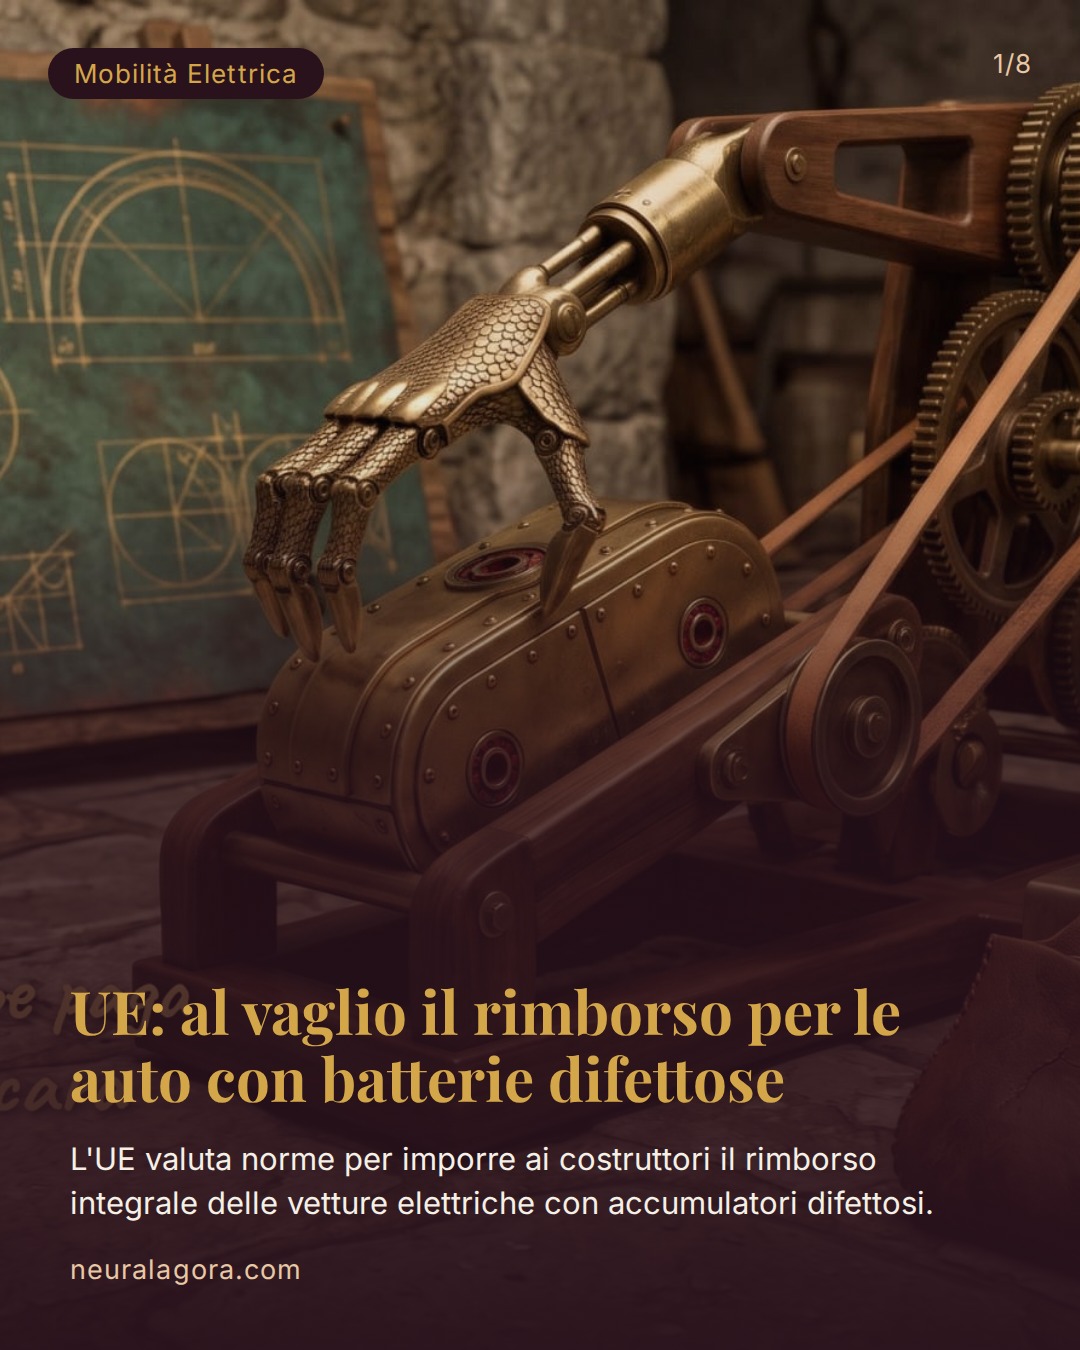 Mobilità Elettrica
1/8
UE: al vaglio il rimborso per le
auto con batterie difettose
L'UE valuta norme per imporre ai costruttori il rimborso
integrale delle vetture elettriche con accumulatori difettosi.
neuralagora.com